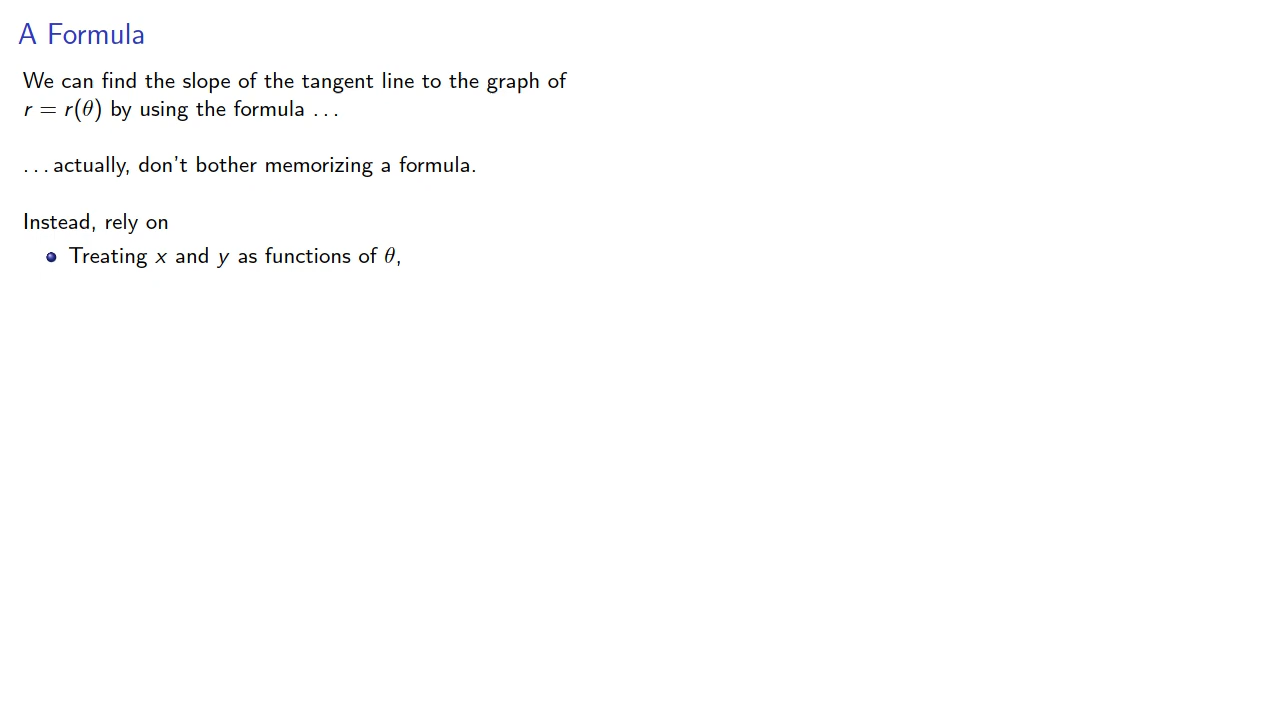 A Formula
We can find the slope of the tangent line to the graph of
r = r(θ) by using the formula ...
...actually, don't bother memorizing a formula.
Instead, rely on
Treating x and y as functions of θ,